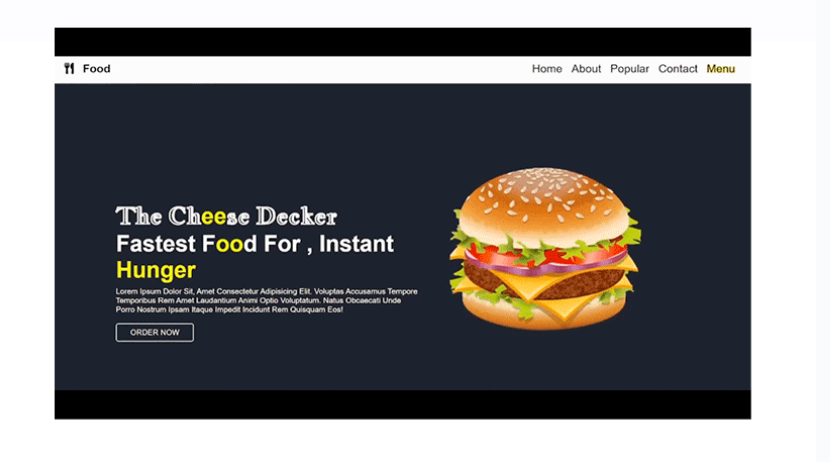 Food
Home About Popular Contact Menu
The Cheese Decker
Fastest Food For , Instant
Hunger
Lorem Ipsum Dolor Sit, Amet Consectetur Adipisicing Elit. Voluptas Accusamus Tempore
Temporibus Rem Amet Laudantium Animi Optio Voluptatum. Natus Obcaecati Unde
Porro Nostrum Ipsam Itaque Impedit Incidunt Rem Quisquam Eos!
ORDER NOW